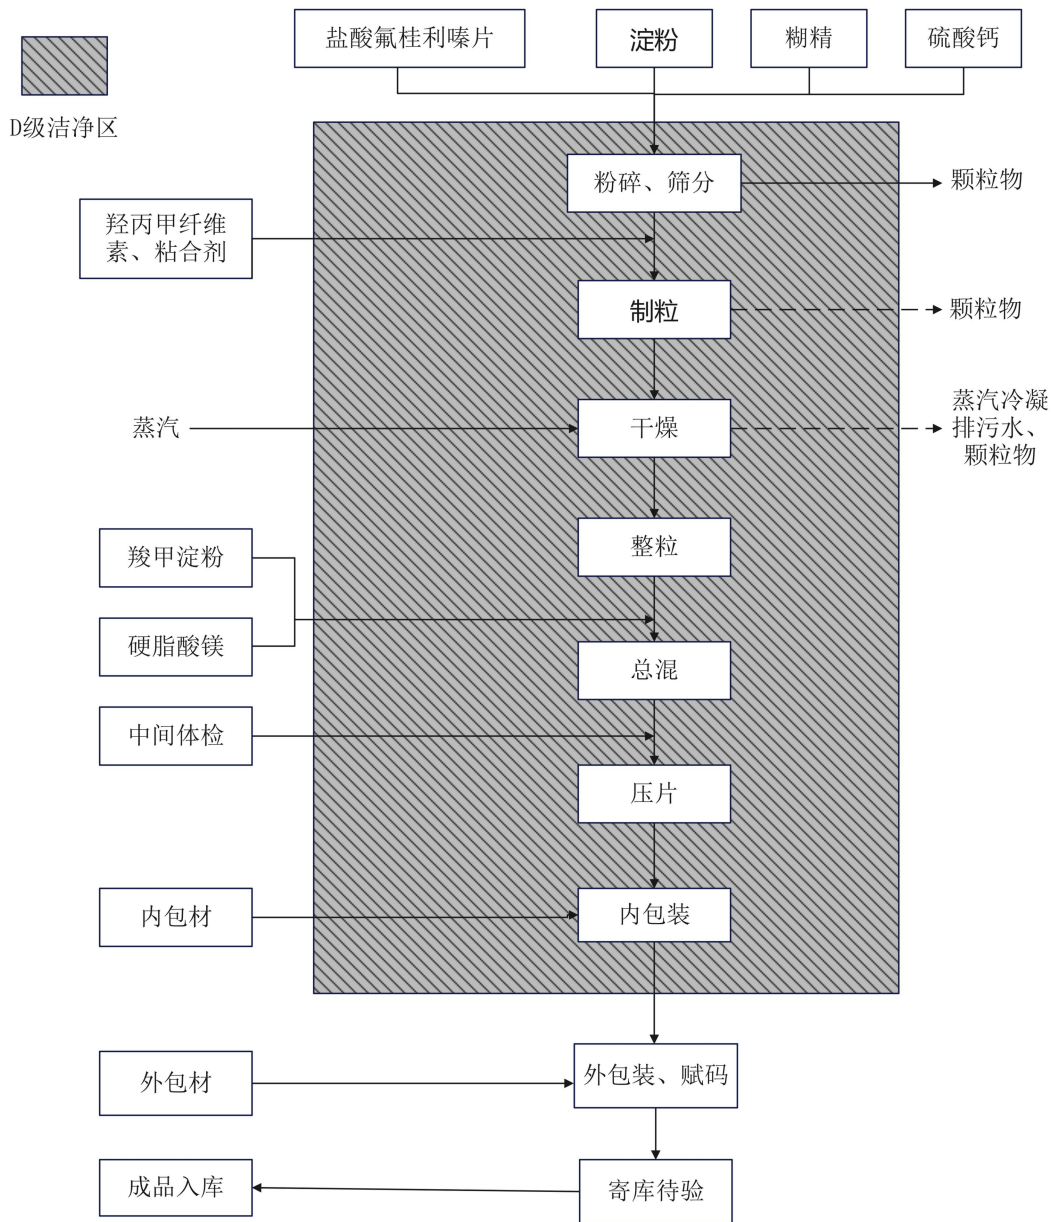 盐酸氟桂利嗪片
淀粉
糊精
硫酸钙
D级洁净区
粉碎、筛分
颗粒物
羟丙甲纤维
素、粘合剂
制粒
颗粒物
蒸汽
干燥
蒸汽冷凝
排污水、
颗粒物
整粒
羧甲淀粉
硬脂酸镁
总混
中间体检
压片
内包材
内包装
外包材
外包装、赋码
成品入库
寄库待验